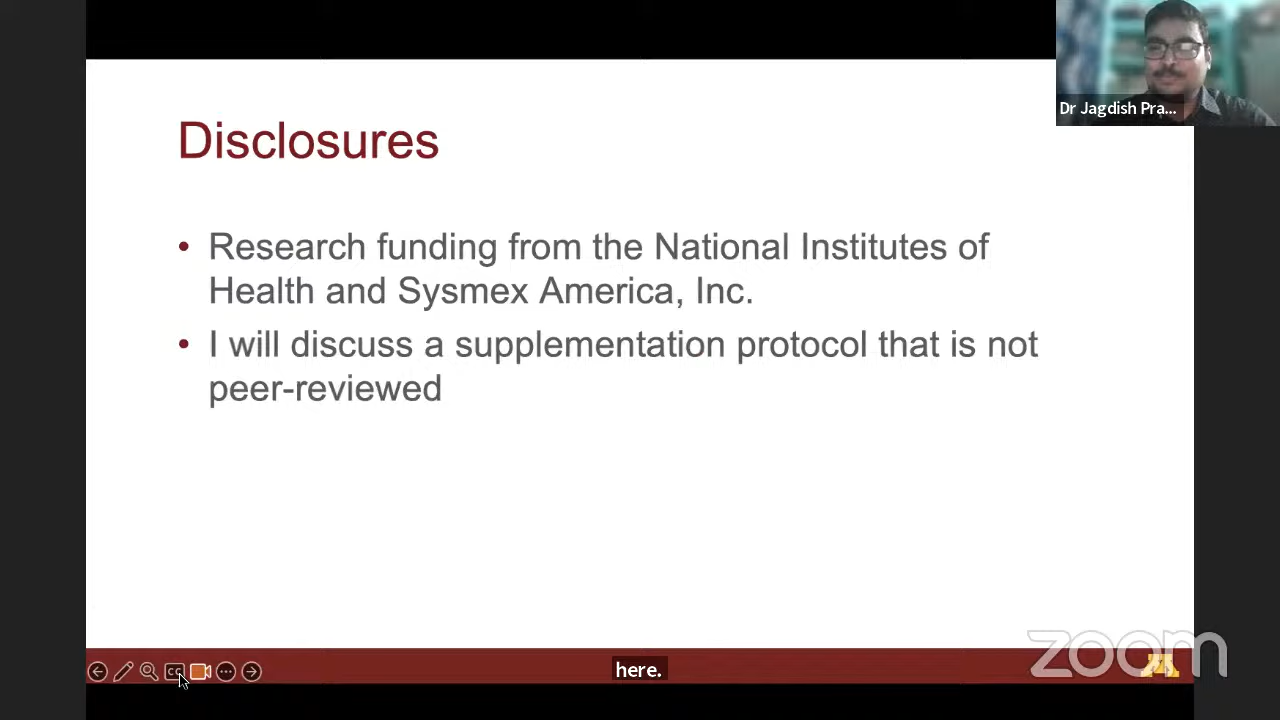 Dr Jagdish Pra...
Disclosures
• Research funding from the National Institutes of
Health and Sysmex America, Inc.
• I will discuss a supplementation protocol that is not
peer-reviewed
CC
here.
zoom
M